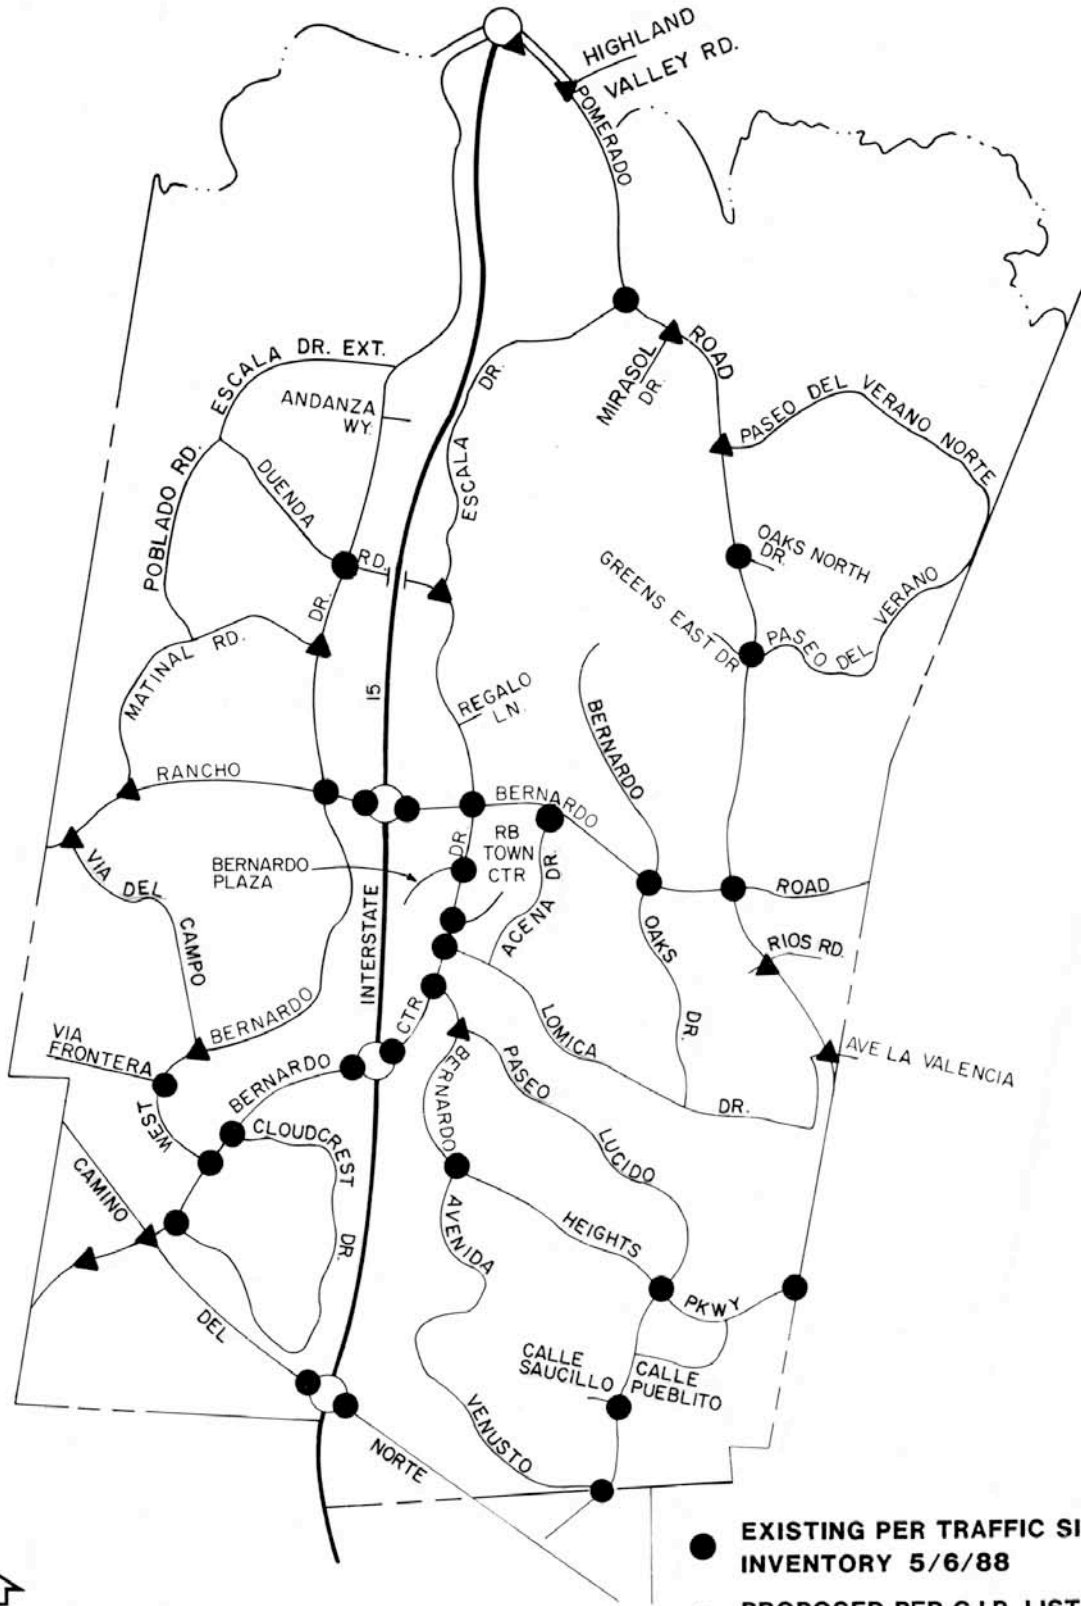 HIGHLAND
VALLEY RD.
POMERADO
ROAD
MIRASOL
DR.
ESCALA DR. EXT.
ANDANZA
WY.
DR.
ESCALA
PASEO DEL VERANO NORTE
POBLADO RD.
DUENDA
RD.
OAKS NORTH
DR.
GREENS EAST DR
PASEO DEL
VERANO
DR.
MATINAL RD.
15
REGALO
LN.
BERNARDO
RANCHO
BERNARDO
ROAD
DR
RB
TOWN
CTR
BERNARDO
PLAZA
ACENA DR.
VIA DEL
CAMPO
INTERSTATE
OAKS
DR.
RIOS RD.
BERNARDO
CTR
LOMICA
DR.
AVE LA VALENCIA
VIA
FRONTERA
WEST
BERNARDO
BERNARDO
PASEO
LUCIDO
CLOUDCREST
DR.
CAMINO
DEL
NORTE
AVENIDA
VENUSTO
HEIGHTS
PKWY
CALLE
SAUCILLO
CALLE
PUEBLITO
EXISTING PER TRAFFIC SI
INVENTORY 5/6/88